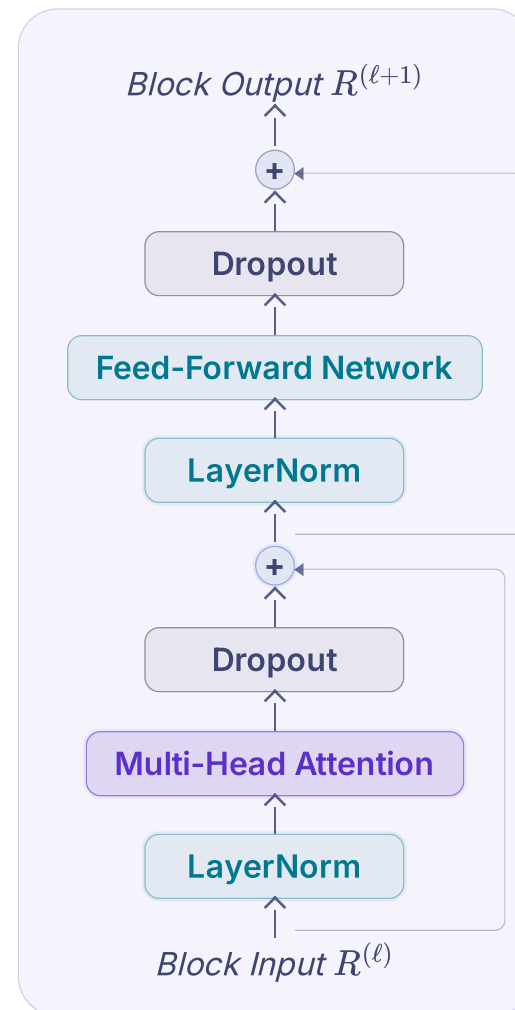 Block Output R^(ℓ+1)
+
Dropout
Feed-Forward Network
LayerNorm
+
Dropout
Multi-Head Attention
LayerNorm
Block Input R^(ℓ)